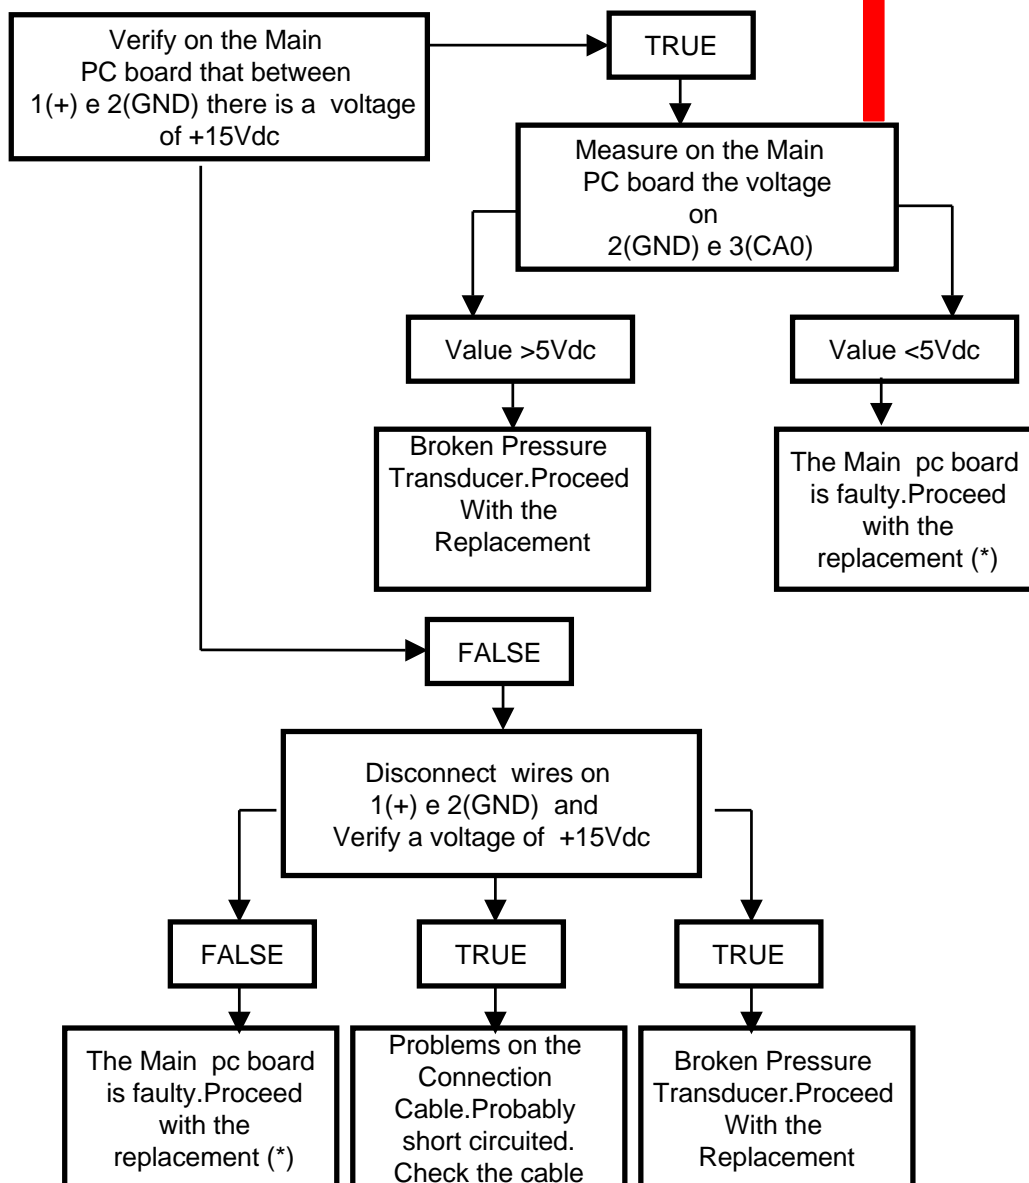 Verify on the Main
PC board that between
1(+) e 2(GND) there is a voltage
of +15Vdc
TRUE
Measure on the Main
PC board the voltage
on
2(GND) e 3(CA0)
Value >5Vdc
Value <5Vdc
Broken Pressure
Transducer.Proceed
With the
Replacement
The Main pc board
is faulty.Proceed
with the
replacement (*)
FALSE
Disconnect wires on
1(+) e 2(GND) and
Verify a voltage of +15Vdc
FALSE
TRUE
TRUE
The Main pc board
is faulty.Proceed
with the
replacement (*)
Problems on the
Connection
Cable.Probably
short circuited.
Check the cable
Broken Pressure
Transducer.Proceed
With the
Replacement